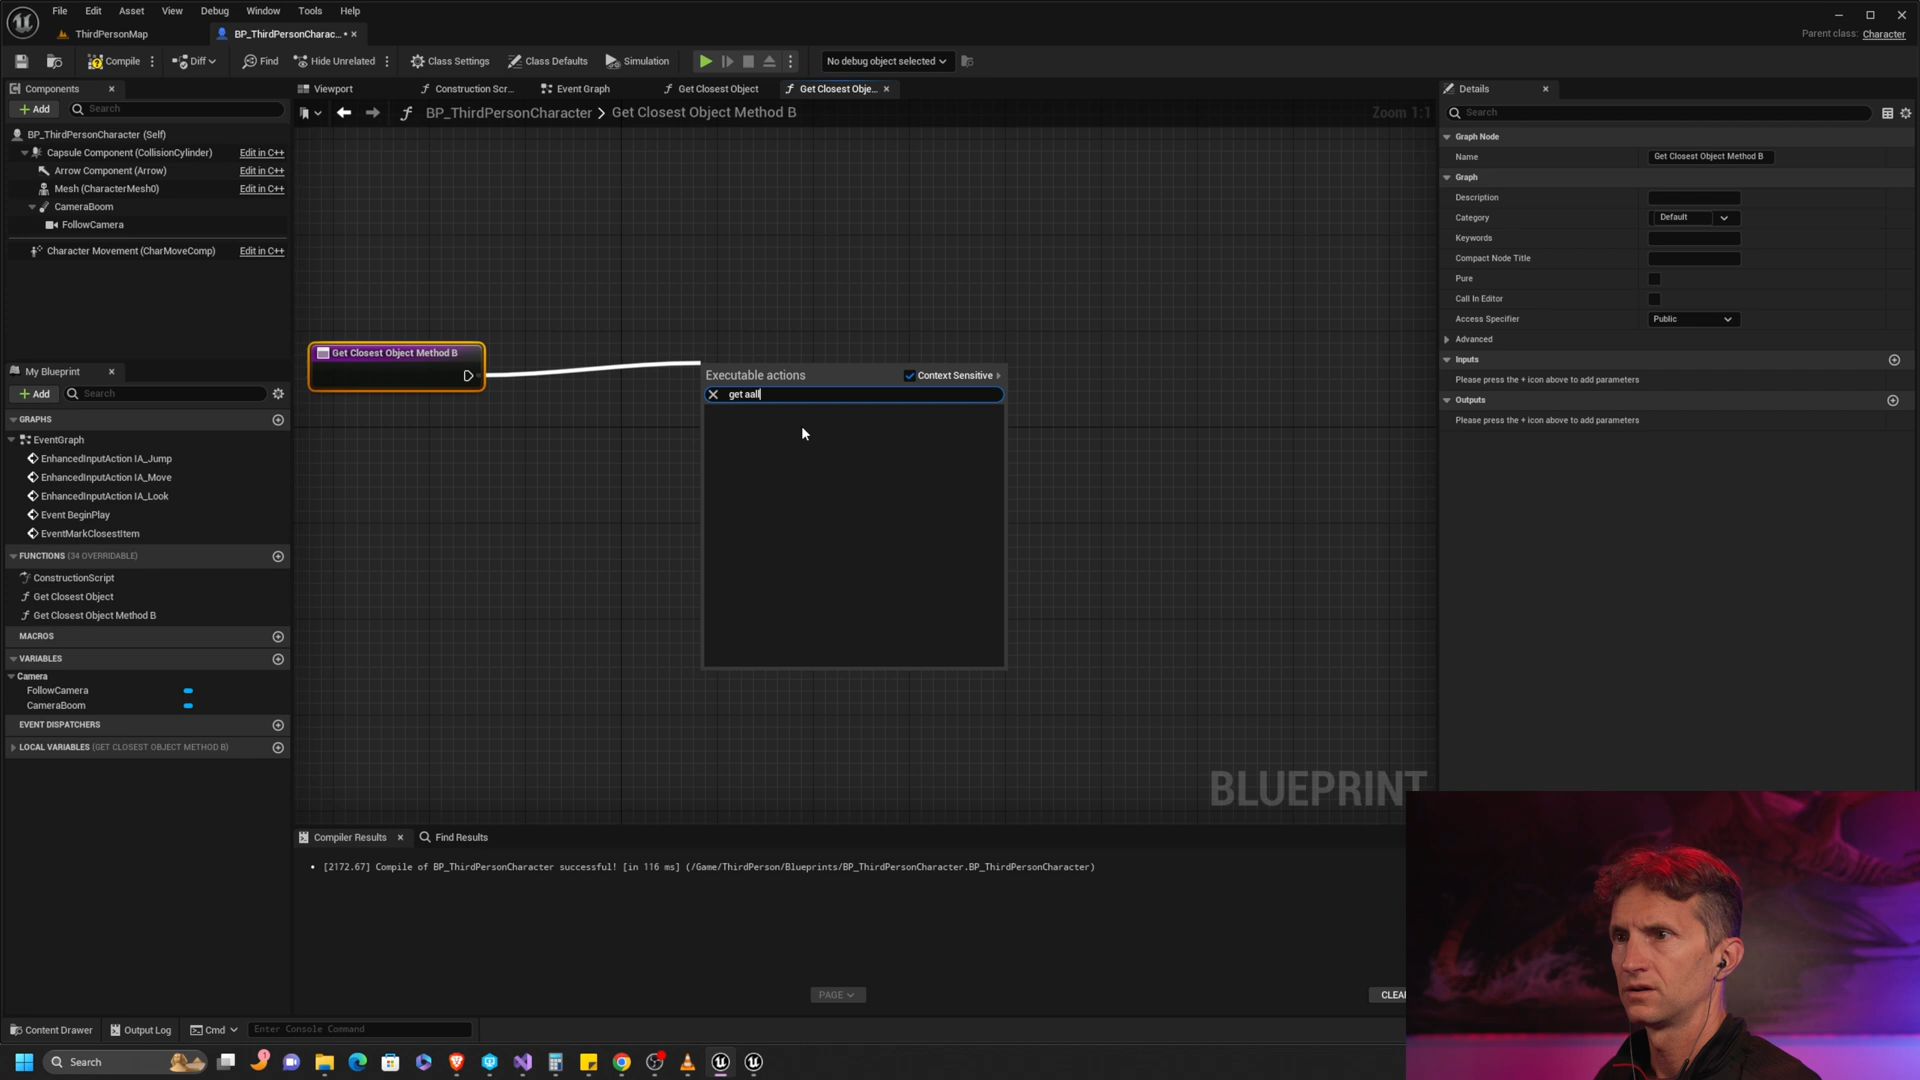 File Edit Asset View Debug Window Tools Help
ThirdPersonMap
BP_ThirdPersonCharac...•
Parent class: Character
Compile
Diff
Find
Hide Unrelated
Class Settings
Class Defaults
Simulation
No debug object selected
Components
Add
Search
BP_ThirdPersonCharacter (Self)
Capsule Component (CollisionCylinder) Edit in C++
Arrow Component (Arrow) Edit in C++
Mesh (CharacterMesh0) Edit in C++
CameraBoom
FollowCamera
Character Movement (CharMoveComp) Edit in C++
My Blueprint
Add
Search
GRAPHS
EventGraph
EnhancedInputAction IA_Jump
EnhancedInputAction IA_Move
EnhancedInputAction IA_Look
Event BeginPlay
EventMarkClosestItem
FUNCTIONS (34 OVERRIDABLE)
ConstructionScript
Get Closest Object
Get Closest Object Method B
MACROS
VARIABLES
Camera
FollowCamera
CameraBoom
EVENT DISPATCHERS
LOCAL VARIABLES (GET CLOSEST OBJECT METHOD B)
Viewport
Construction Scr...
Event Graph
Get Closest Object
Get Closest Obje...
BP_ThirdPersonCharacter > Get Closest Object Method B
Zoom 1:1
Get Closest Object Method B
Executable actions
Context Sensitive
get aall
BLUEPRINT
Compiler Results
Find Results
• [2172.67] Compile of BP_ThirdPersonCharacter successful! [in 116 ms] (/Game/ThirdPerson/Blueprints/BP_ThirdPersonCharacter.BP_ThirdPersonCharacter)
PAGE
CLEAR
Details
Search
Graph Node
Name Get Closest Object Method B
Graph
Description
Category Default
Keywords
Compact Node Title
Pure
Call In Editor
Access Specifier Public
Advanced
Inputs
Please press the + icon above to add parameters
Outputs
Please press the + icon above to add parameters
Content Drawer
Output Log
Cmd
Enter Console Command
Search